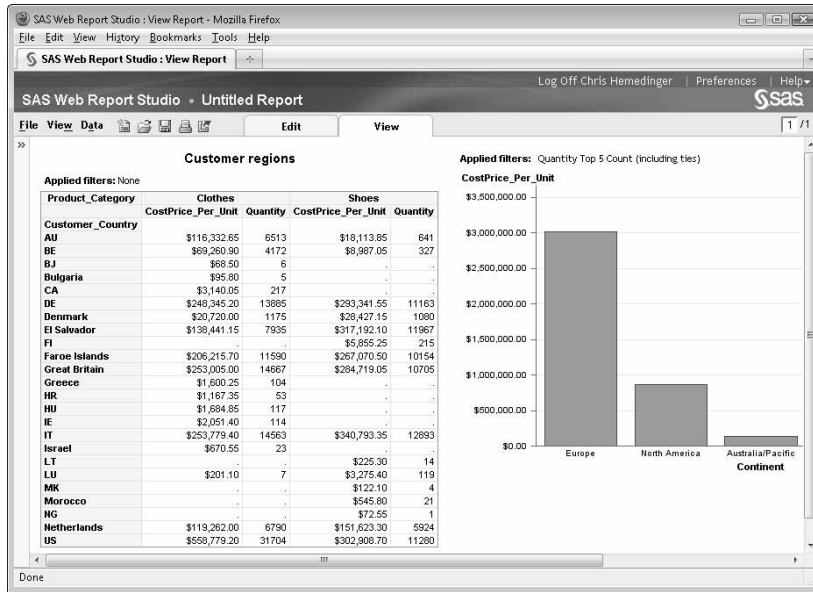 SAS Web Report Studio : View Report - Mozilla Firefox
File Edit View History Bookmarks Tools Help
SAS Web Report Studio : View Report
Log Off Chris Hemedinger | Preferences | Help
SAS Web Report Studio • Untitled Report
sas
File View Data Edit View 1 /1
Customer regions
Applied filters: None
Product_Category Clothes Shoes
CostPrice_Per_Unit Quantity CostPrice_Per_Unit Quantity
Customer_Country
AU $116,332.65 6513 $18,113.85 641
BE $69,260.90 4172 $8,987.05 327
BJ $68.50 6 . .
Bulgaria $95.80 5 . .
CA $3,140.05 217 . .
DE $248,345.20 13885 $293,341.55 11163
Denmark $20,720.00 1175 $28,427.15 1080
El Salvador $138,441.15 7935 $317,192.10 11967
FI . . $5,855.25 215
Faroe Islands $206,215.70 11590 $267,070.50 10154
Great Britain $253,005.00 14667 $284,719.05 10705
Greece $1,600.25 104 . .
HR $1,167.35 53 . .
HU $1,684.85 117 . .
IE $2,051.40 114 . .
IT $253,779.40 14563 $340,793.35 12893
Israel $670.55 23 . .
LT . . $225.30 14
LU $201.10 7 $3,275.40 119
MK . . $122.10 4
Morocco . . $545.80 21
NG . . $72.55 1
Netherlands $119,262.00 6790 $151,623.30 5924
US $558,779.20 31704 $302,908.70 11280
Applied filters: Quantity Top 5 Count (including ties)
CostPrice_Per_Unit
$3,500,000.00
$3,000,000.00
$2,500,000.00
$2,000,000.00
$1,500,000.00
$1,000,000.00
$500,000.00
$0.00
Europe North America Australia/Pacific
Continent
Done